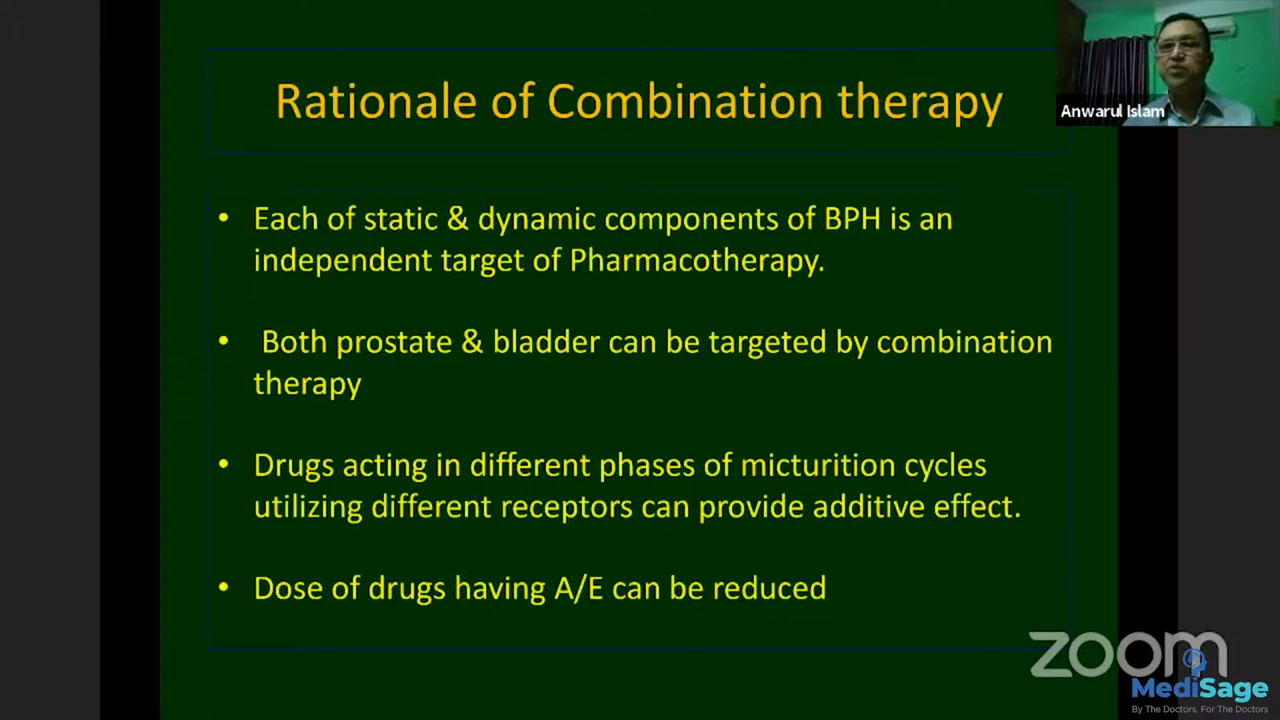 Rationale of Combination therapy
Anwarul Islam
• Each of static & dynamic components of BPH is an
independent target of Pharmacotherapy.
• Both prostate & bladder can be targeted by combination
therapy
• Drugs acting in different phases of micturition cycles
utilizing different receptors can provide additive effect.
• Dose of drugs having A/E can be reduced
zoom
MediSage
By The Doctors, For The Doctors